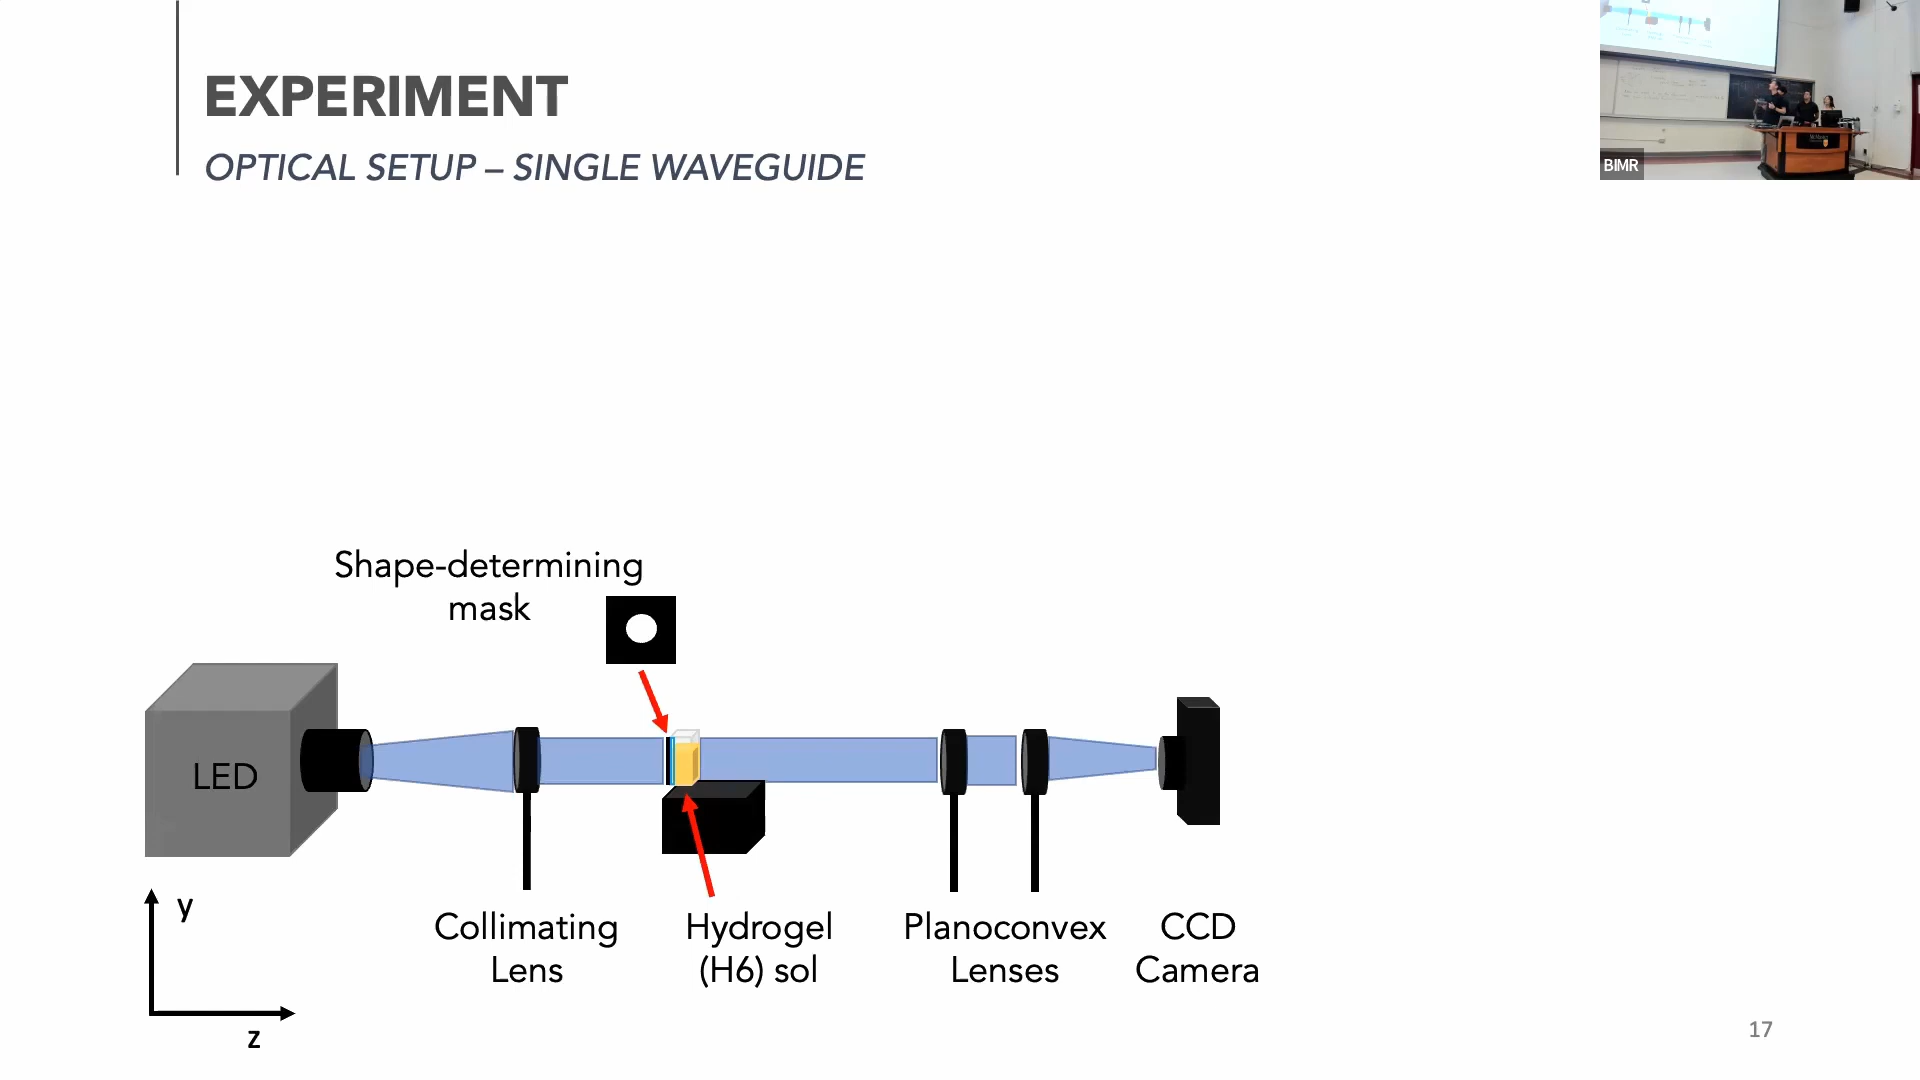 EXPERIMENT
OPTICAL SETUP – SINGLE WAVEGUIDE
BIMR
Shape-determining
mask
LED
y
z
Collimating
Lens
Hydrogel
(H6) sol
Planoconvex
Lenses
CCD
Camera
17